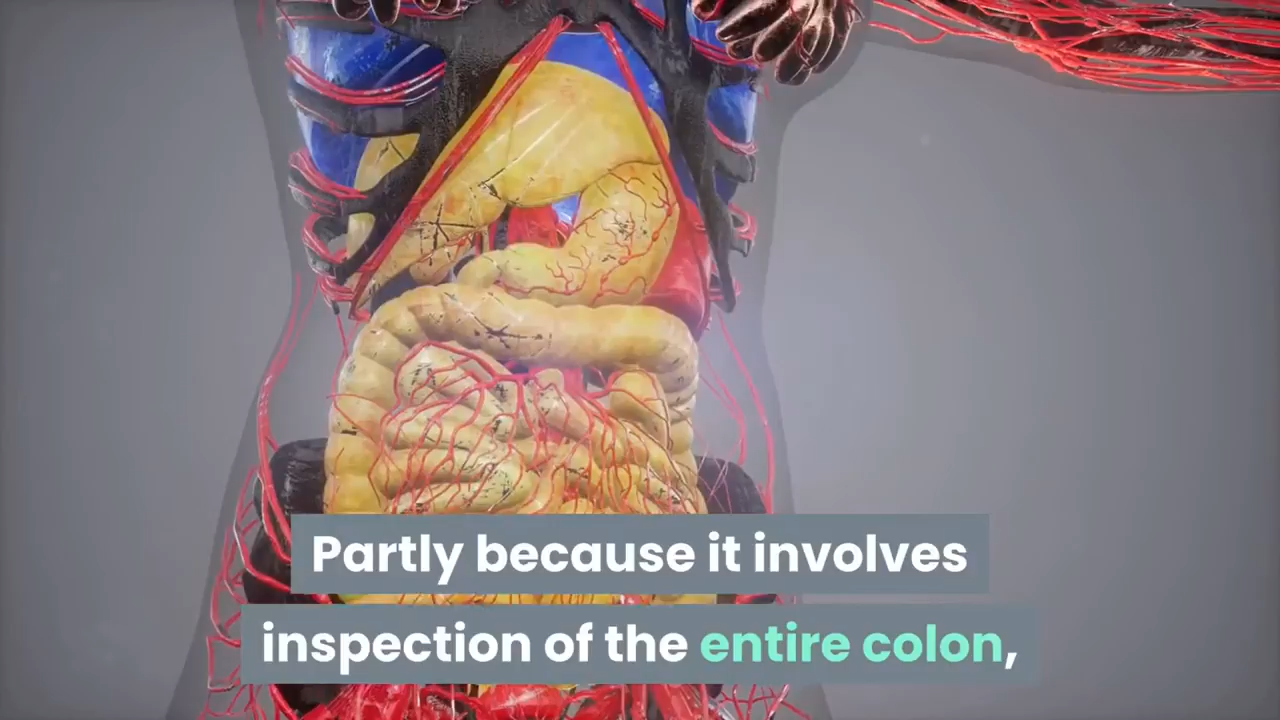 Partly because it involves
inspection of the entire colon,